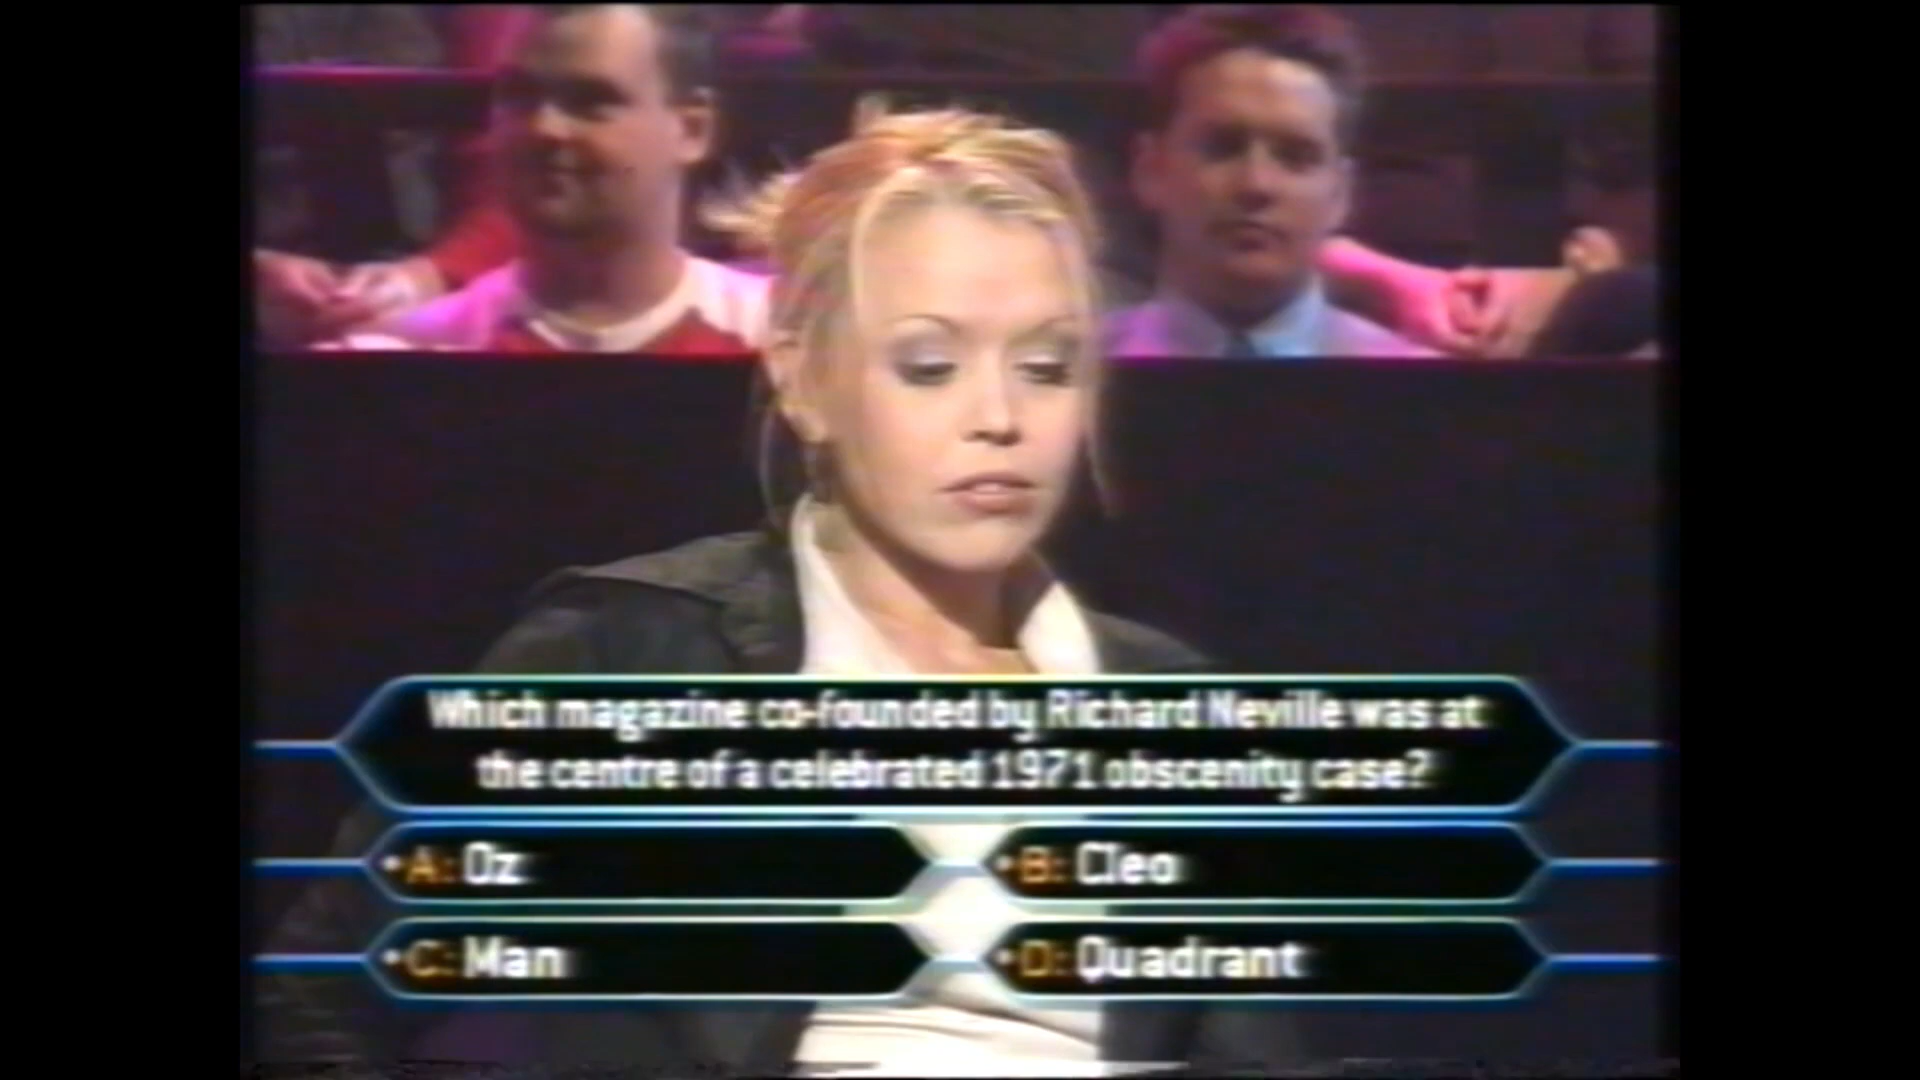 Which magazine co-founded by Richard Neville was at
the centre of a celebrated 1971 obscenity case?
A: Oz
B: Cleo
C: Man
D: Quadrant